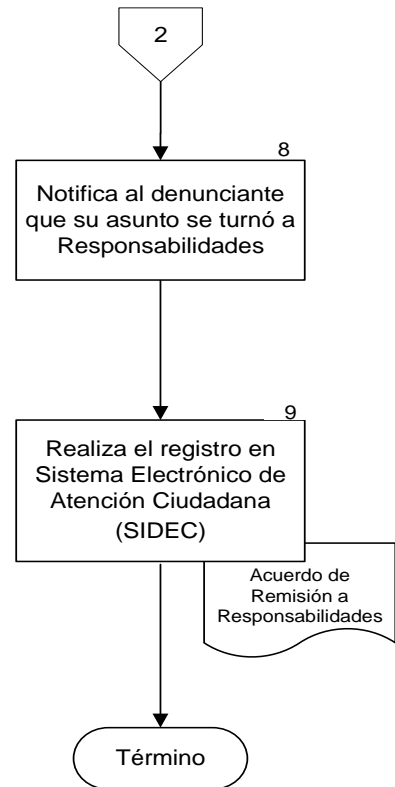 2
8
Notifica al denunciante
que su asunto se turnó a
Responsabilidades
9
Realiza el registro en
Sistema Electrónico de
Atención Ciudadana
(SIDEC)
Acuerdo de
Remisión a
Responsabilidades
Término